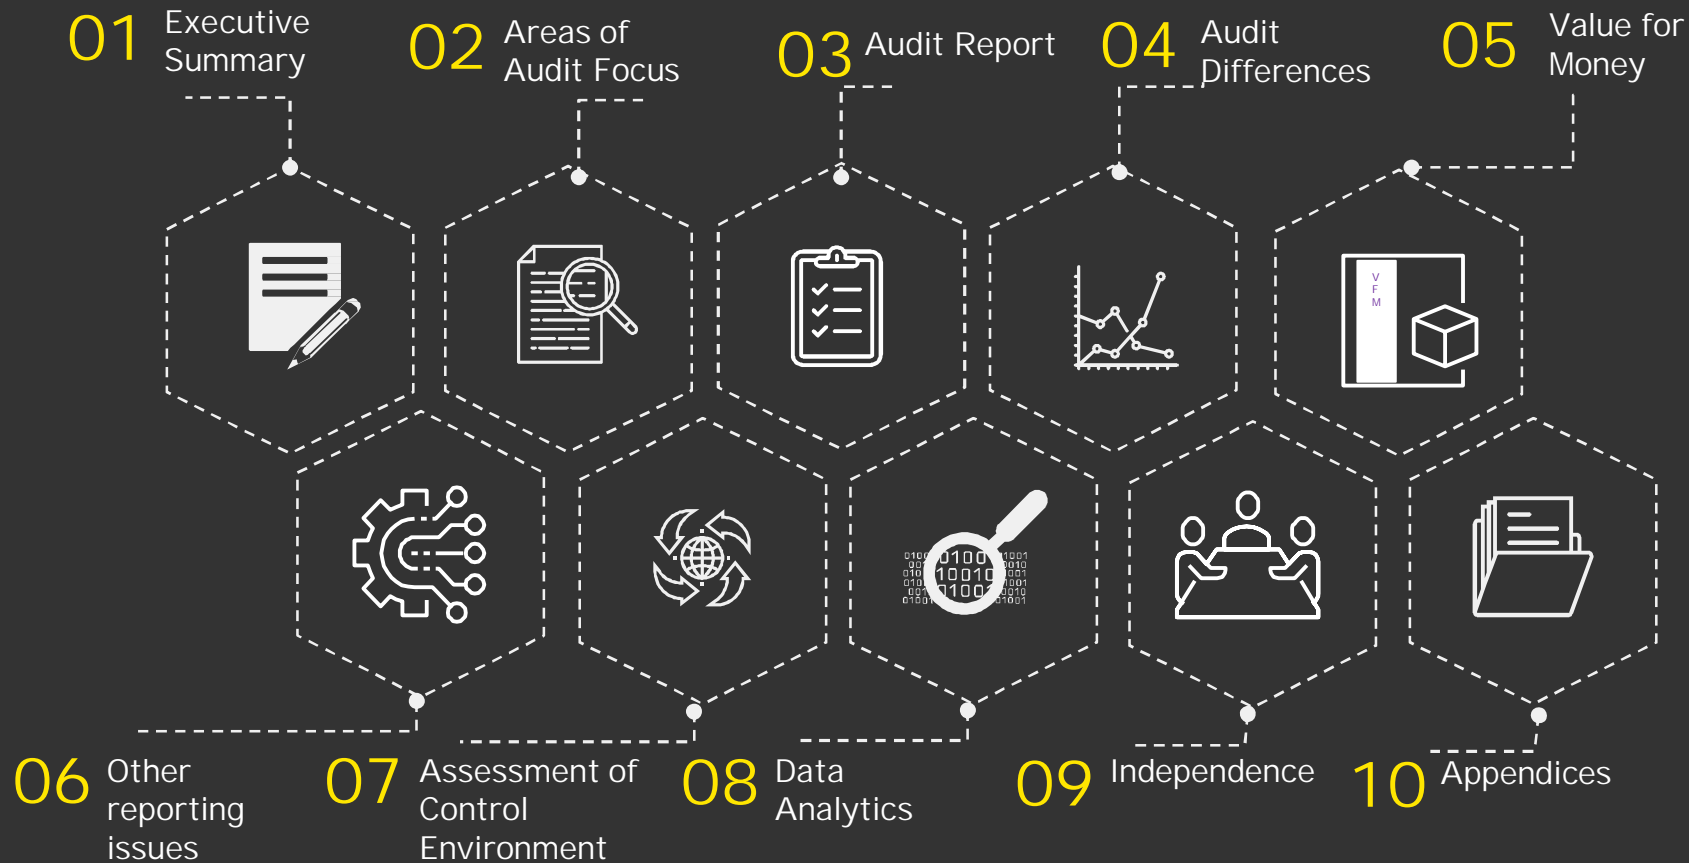 01 Executive
Summary
02 Areas of
Audit Focus
03 Audit Report
04 Audit
Differences
05 Value for
Money
V
F
M
06 Other
reporting
issues
07 Assessment of
Control
Environment
08 Data
Analytics
09 Independence
10 Appendices